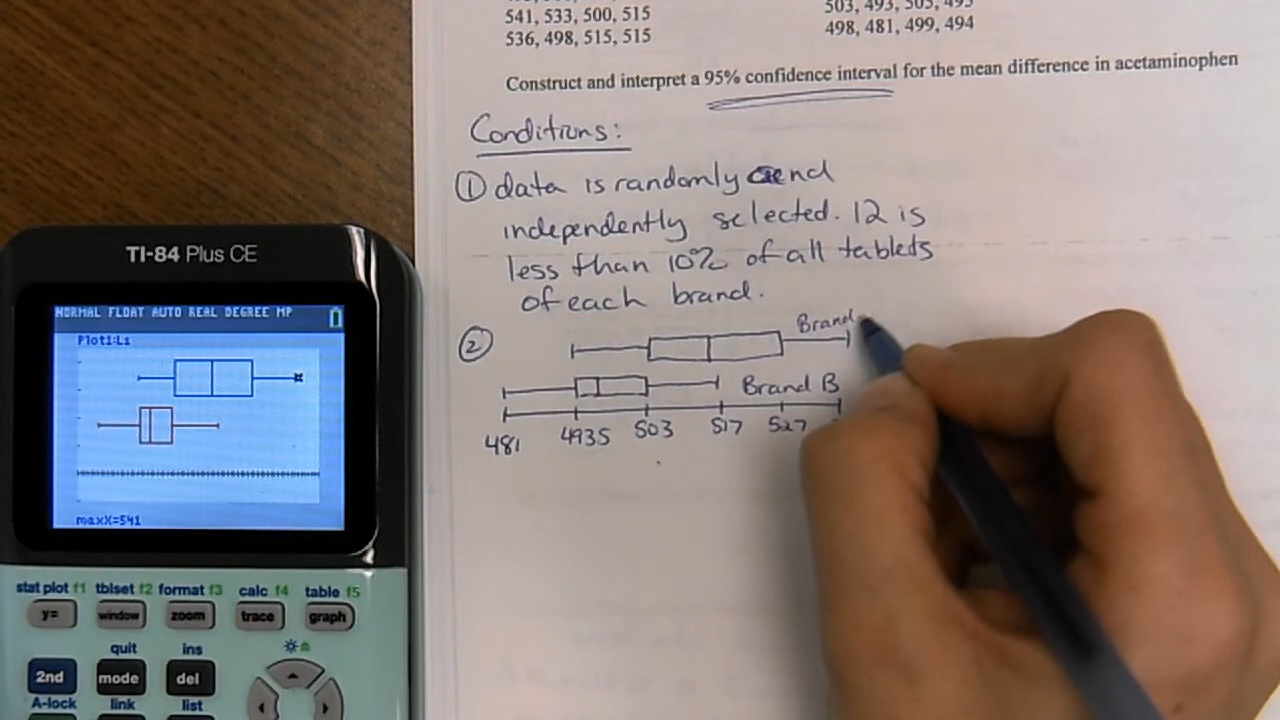 541, 533, 500, 515
536, 498, 515, 515
503, 493, 505, 495
498, 481, 499, 494
Construct and interpret a 95% confidence interval for the mean difference in acetaminophen
Conditions:
① data is randomly and
independently selected. 12 is
less than 10% of all tablets
of each brand.
②
Brand
Brand B
481 493.5 503 517 527
TI-84 Plus CE
NORMAL FLOAT AUTO REAL DEGREE MP
Plot1:L1
maxX=541
stat plot f1 tblset f2 format f3 calc f4 table f5
y= window zoom trace graph
quit ins
2nd mode del
A-lock link list